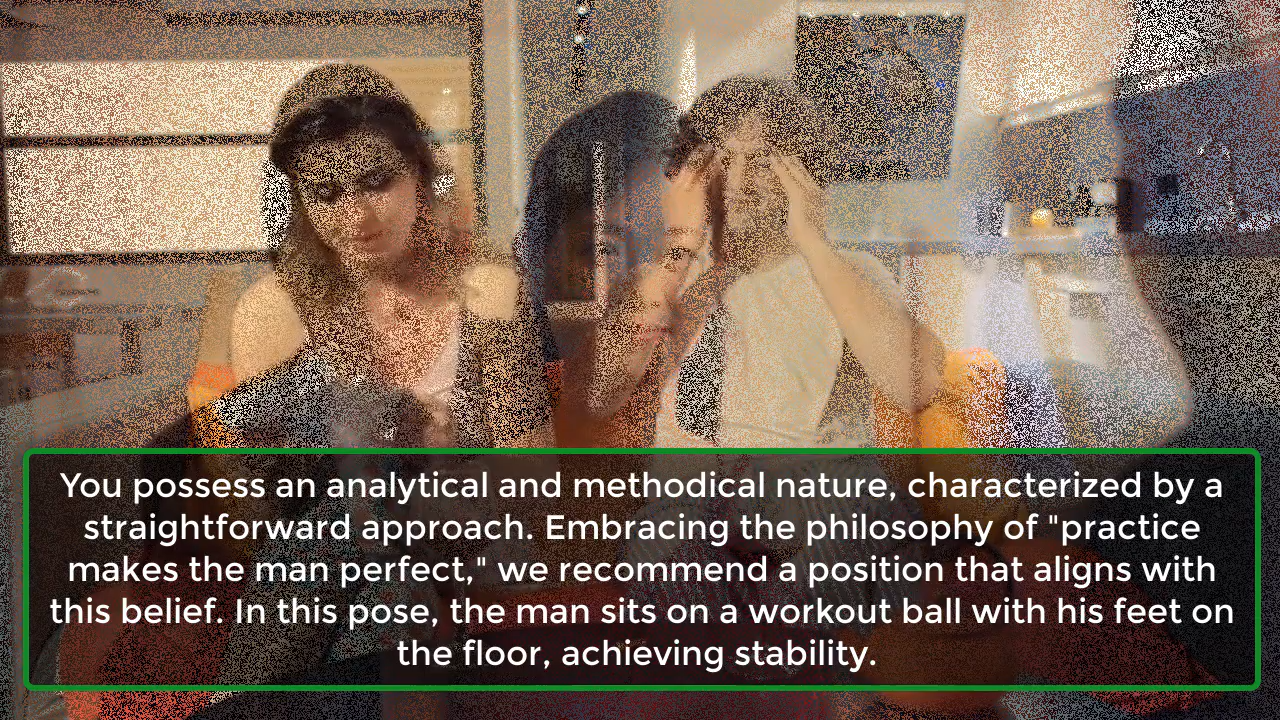 You possess an analytical and methodical nature, characterized by a
straightforward approach. Embracing the philosophy of "practice
makes the man perfect," we recommend a position that aligns with
this belief. In this pose, the man sits on a workout ball with his feet on
the floor, achieving stability.